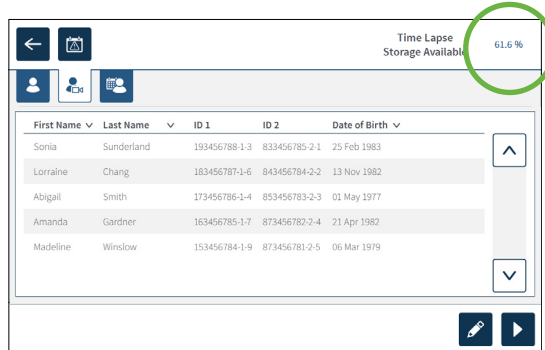 Time Lapse
Storage Available 61.6 %
First Name Last Name ID 1 ID 2 Date of Birth
Sonia Sunderland 193456788-1-3 833456785-2-1 25 Feb 1983
Lorraine Chang 183456787-1-6 843456784-2-2 13 Nov 1982
Abigail Smith 173456786-1-4 853456783-2-3 01 May 1977
Amanda Gardner 163456785-1-7 873456782-2-4 21 Apr 1982
Madeline Winslow 153456784-1-9 873456781-2-5 06 Mar 1979